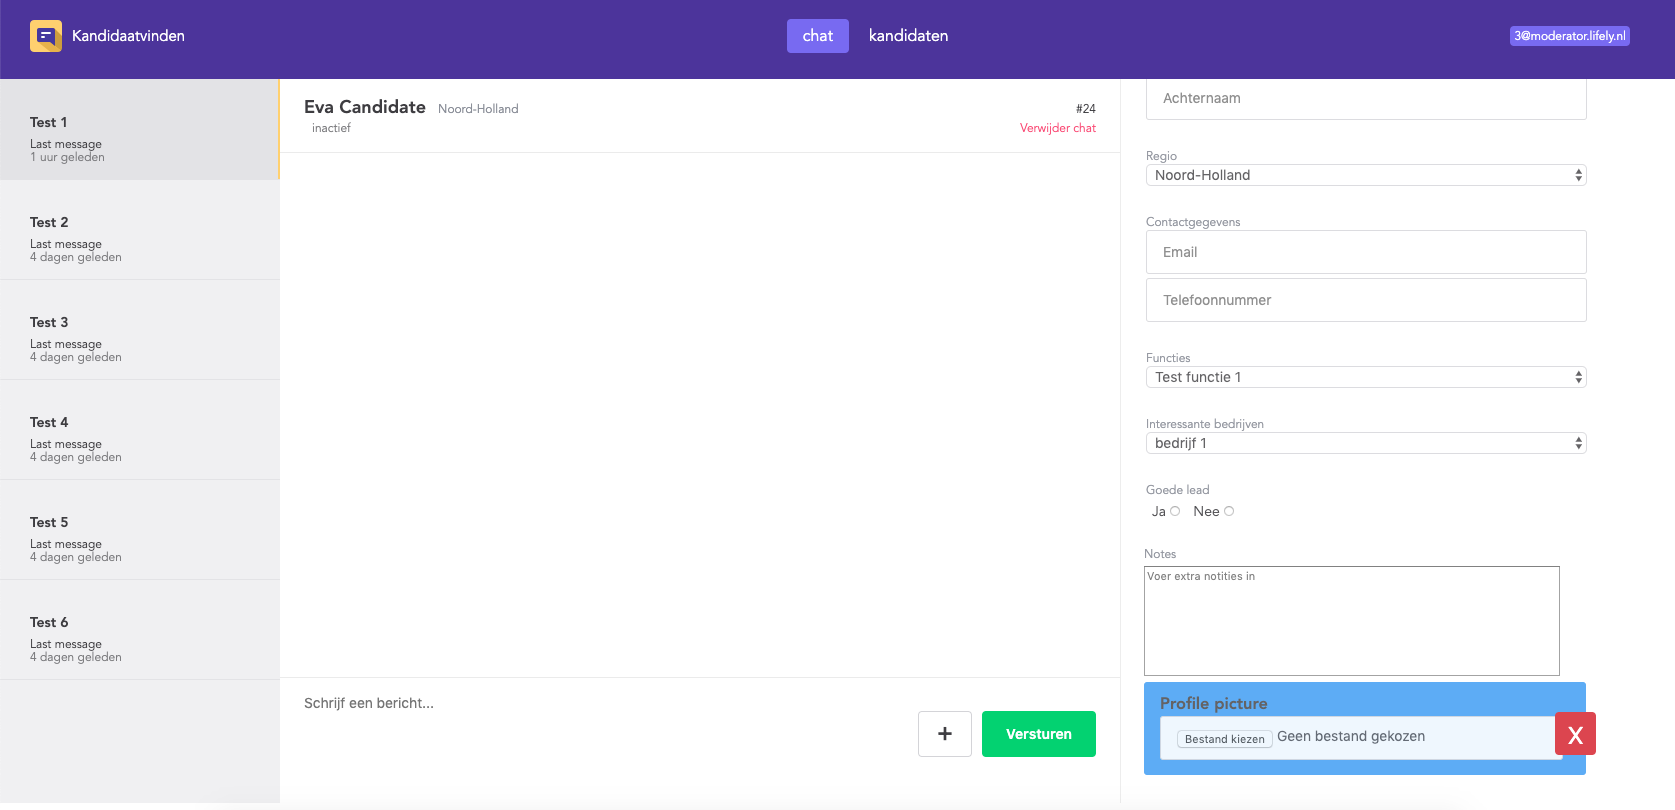 Kandidaatvinden
chat
kandidaten
3@moderator.lifely.nl
Test 1
Last message
1 uur geleden
Test 2
Last message
4 dagen geleden
Test 3
Last message
4 dagen geleden
Test 4
Last message
4 dagen geleden
Test 5
Last message
4 dagen geleden
Test 6
Last message
4 dagen geleden
Eva Candidate Noord-Holland
inactief
#24
Verwijder chat
Schrijf een bericht...
+
Versturen
Achternaam
Regio
Noord-Holland
Contactgegevens
Email
Telefoonnummer
Functies
Test functie 1
Interessante bedrijven
bedrijf 1
Goede lead
Ja Nee
Notes
Voer extra notities in
Profile picture
Bestand kiezen Geen bestand gekozen
X